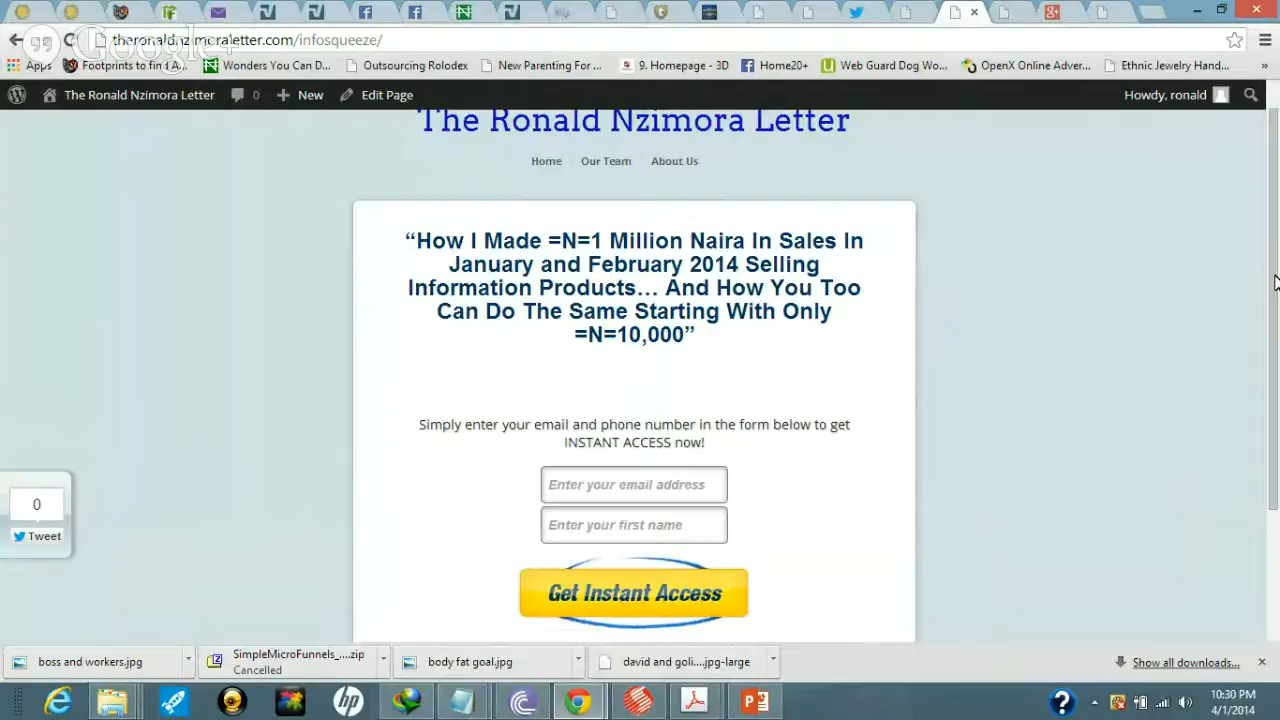 Google+
theronaldnzimoraletter.com/infosqueeze/
Apps Footprints to find A... Wonders You Can D... Outsourcing Rolodex New Parenting For ... 9. Homepage - 3D Home20+ Web Guard Dog Wo... OpenX Online Adver... Ethnic Jewelry Hand... »
The Ronald Nzimora Letter 0 New Edit Page Howdy, ronald
The Ronald Nzimora Letter
Home Our Team About Us
“How I Made =N=1 Million Naira In Sales In
January and February 2014 Selling
Information Products… And How You Too
Can Do The Same Starting With Only
=N=10,000”
Simply enter your email and phone number in the form below to get
INSTANT ACCESS now!
Enter your email address
Enter your first name
Get Instant Access
0
Tweet
boss and workers.jpg
SimpleMicroFunnels_...zip
Cancelled
body fat goal.jpg
david and goli....jpg-large
Show all downloads...
10:30 PM
4/1/2014